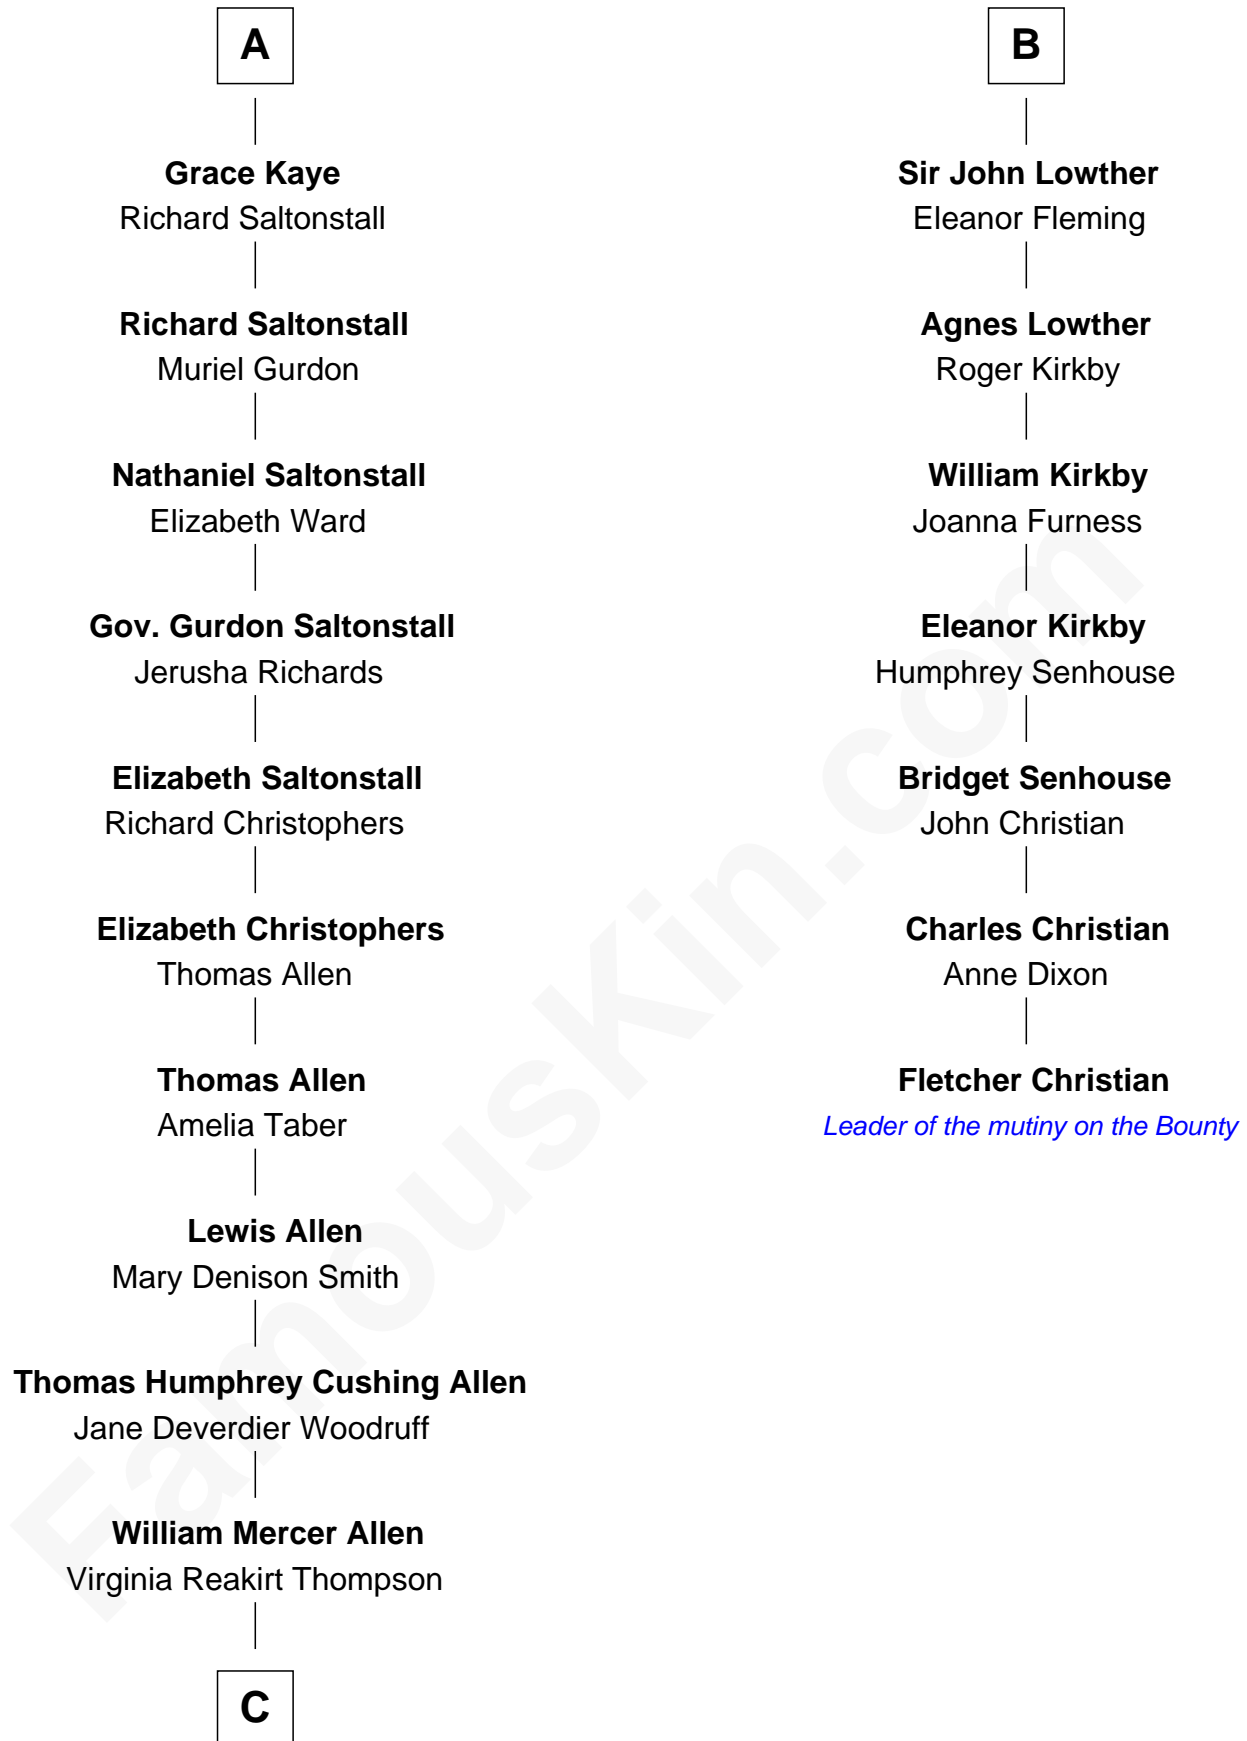 A
Grace Kaye
Richard Saltonstall
Richard Saltonstall
Muriel Gurdon
Nathaniel Saltonstall
Elizabeth Ward
Gov. Gurdon Saltonstall
Jerusha Richards
Elizabeth Saltonstall
Richard Christophers
Elizabeth Christophers
Thomas Allen
Thomas Allen
Amelia Taber
Lewis Allen
Mary Denison Smith
Thomas Humphrey Cushing Allen
Jane Deverdier Woodruff
William Mercer Allen
Virginia Reakirt Thompson
C
B
Sir John Lowther
Eleanor Fleming
Agnes Lowther
Roger Kirkby
William Kirkby
Joanna Furness
Eleanor Kirkby
Humphrey Senhouse
Bridget Senhouse
John Christian
Charles Christian
Anne Dixon
Fletcher Christian
Leader of the mutiny on the Bounty
FamousKin.com